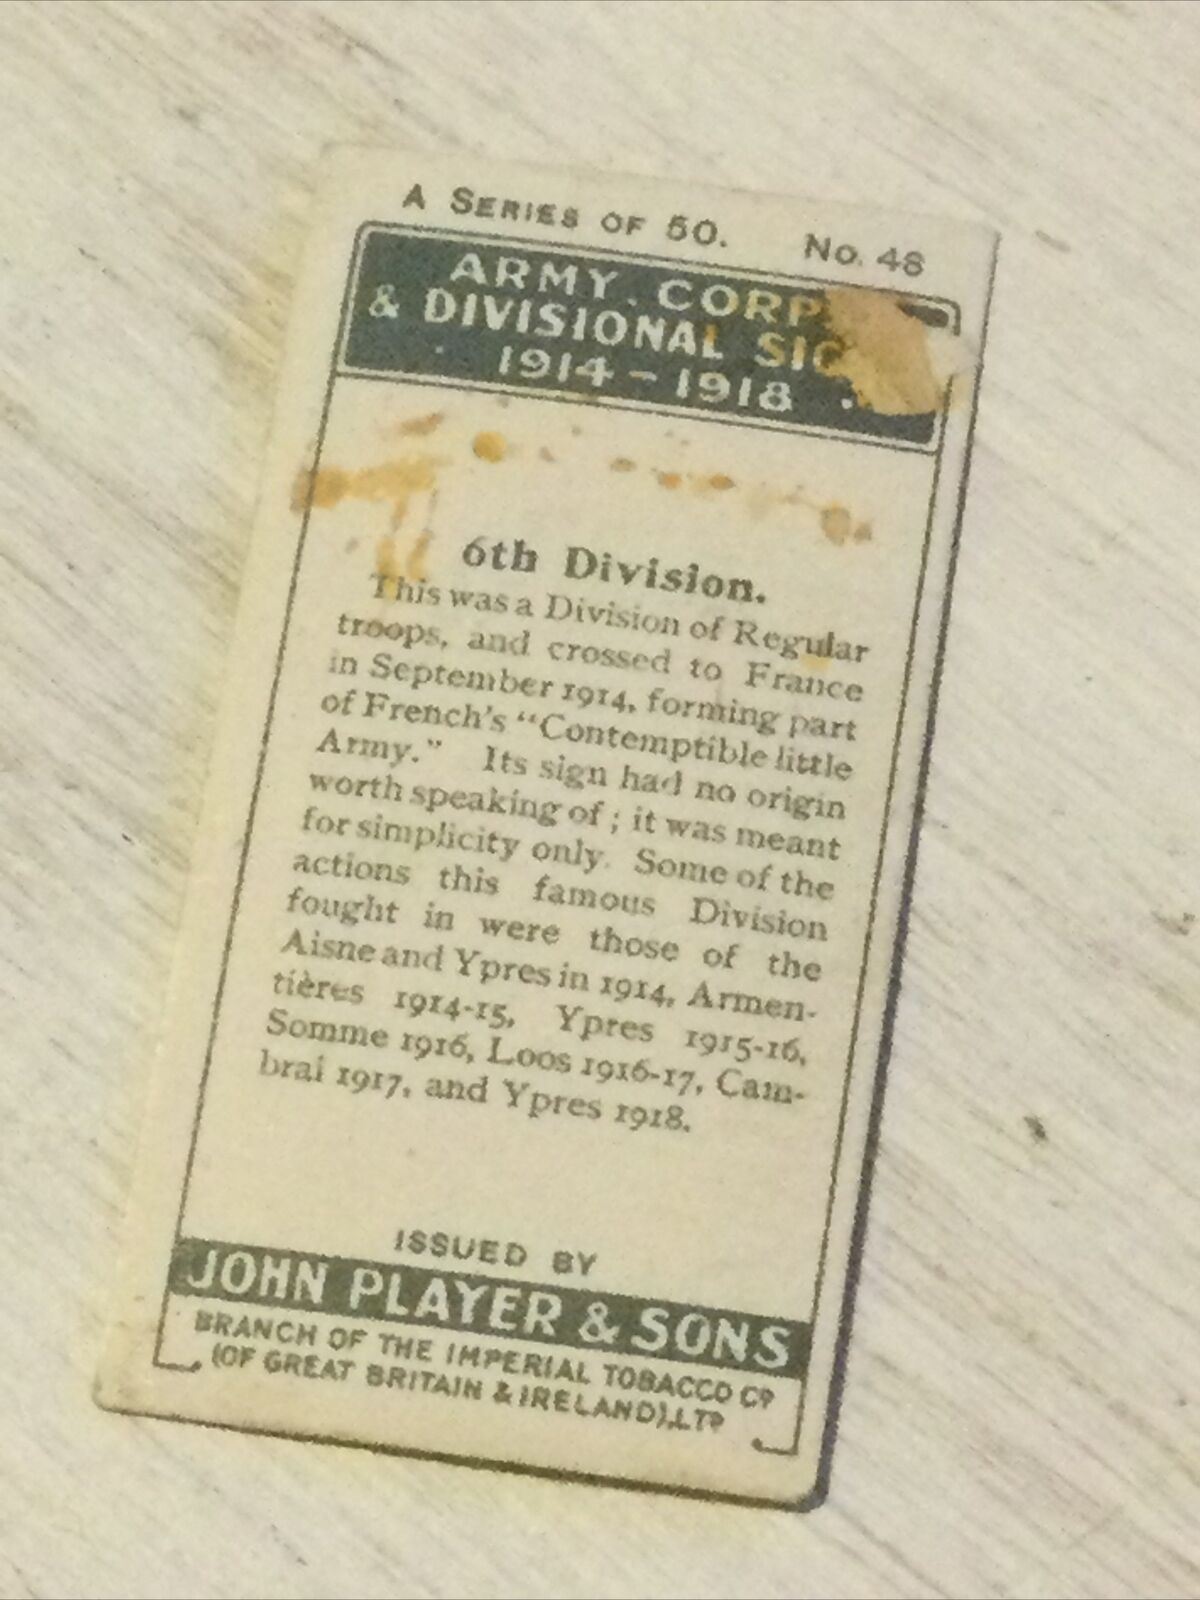 A SERIES OF 50. No. 48
ARMY CORP
& DIVISIONAL
1914-1918
6th Division.
This was a Division of Regular
troops, and crossed to France
in September 1914, forming part
of French's "Contemptible little
Army." Its sign had no origin
worth speaking of; it was meant
for simplicity only. Some of the
actions this famous Division
fought in were those of the
Aisne and Ypres in 1914, Armen-
tières 1914-15, Ypres 1915-16,
Somme 1916, Loos 1916-17, Cam-
brai 1917, and Ypres 1918.
ISSUED BY
JOHN PLAYER & SONS
BRANCH OF THE IMPERIAL TOBACCO Co
(OF GREAT BRITAIN & IRELAND), LTD